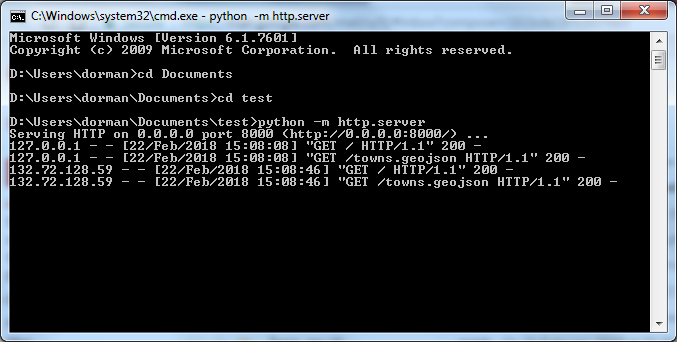 C:\Windows\system32\cmd.exe - python  -m http.server
Microsoft Windows [Version 6.1.7601]
Copyright (c) 2009 Microsoft Corporation.  All rights reserved.
D:\Users\dorman>cd Documents
D:\Users\dorman\Documents>cd test
D:\Users\dorman\Documents\test>python -m http.server
Serving HTTP on 0.0.0.0 port 8000 (http://0.0.0.0:8000/) ...
127.0.0.1 - - [22/Feb/2018 15:08:08] "GET / HTTP/1.1" 200 -
127.0.0.1 - - [22/Feb/2018 15:08:08] "GET /towns.geojson HTTP/1.1" 200 -
132.72.128.59 - - [22/Feb/2018 15:08:46] "GET / HTTP/1.1" 200 -
132.72.128.59 - - [22/Feb/2018 15:08:46] "GET /towns.geojson HTTP/1.1" 200 -